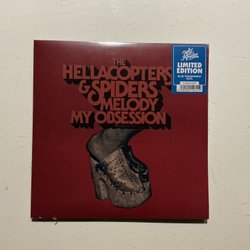 THE
HELLACOPTERS
& SPIDERS
MELODY
MY OBSESSION
LIMITED
EDITION